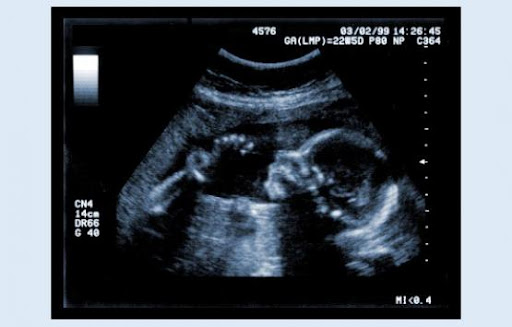 4576 03/02/99 14:26:45
GA(LMP)=22W5D P80 NP C364
CN4
14cm
DR66
G 40
MI<0.4